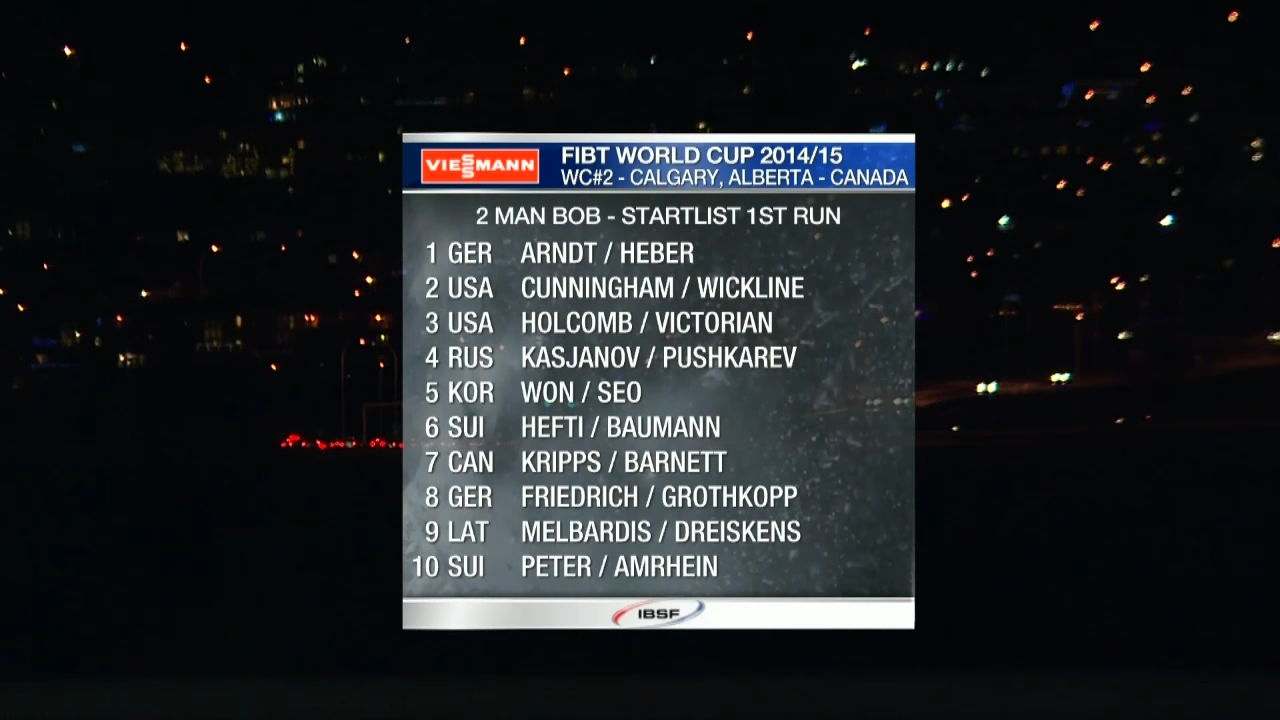 VIESSMANN
FIBT WORLD CUP 2014/15
WC#2 - CALGARY, ALBERTA - CANADA
2 MAN BOB - STARTLIST 1ST RUN
1 GER ARNDT / HEBER
2 USA CUNNINGHAM / WICKLINE
3 USA HOLCOMB / VICTORIAN
4 RUS KASJANOV / PUSHKAREV
5 KOR WON / SEO
6 SUI HEFTI / BAUMANN
7 CAN KRIPPS / BARNETT
8 GER FRIEDRICH / GROTHKOPP
9 LAT MELBARDIS / DREISKENS
10 SUI PETER / AMRHEIN
IBSF